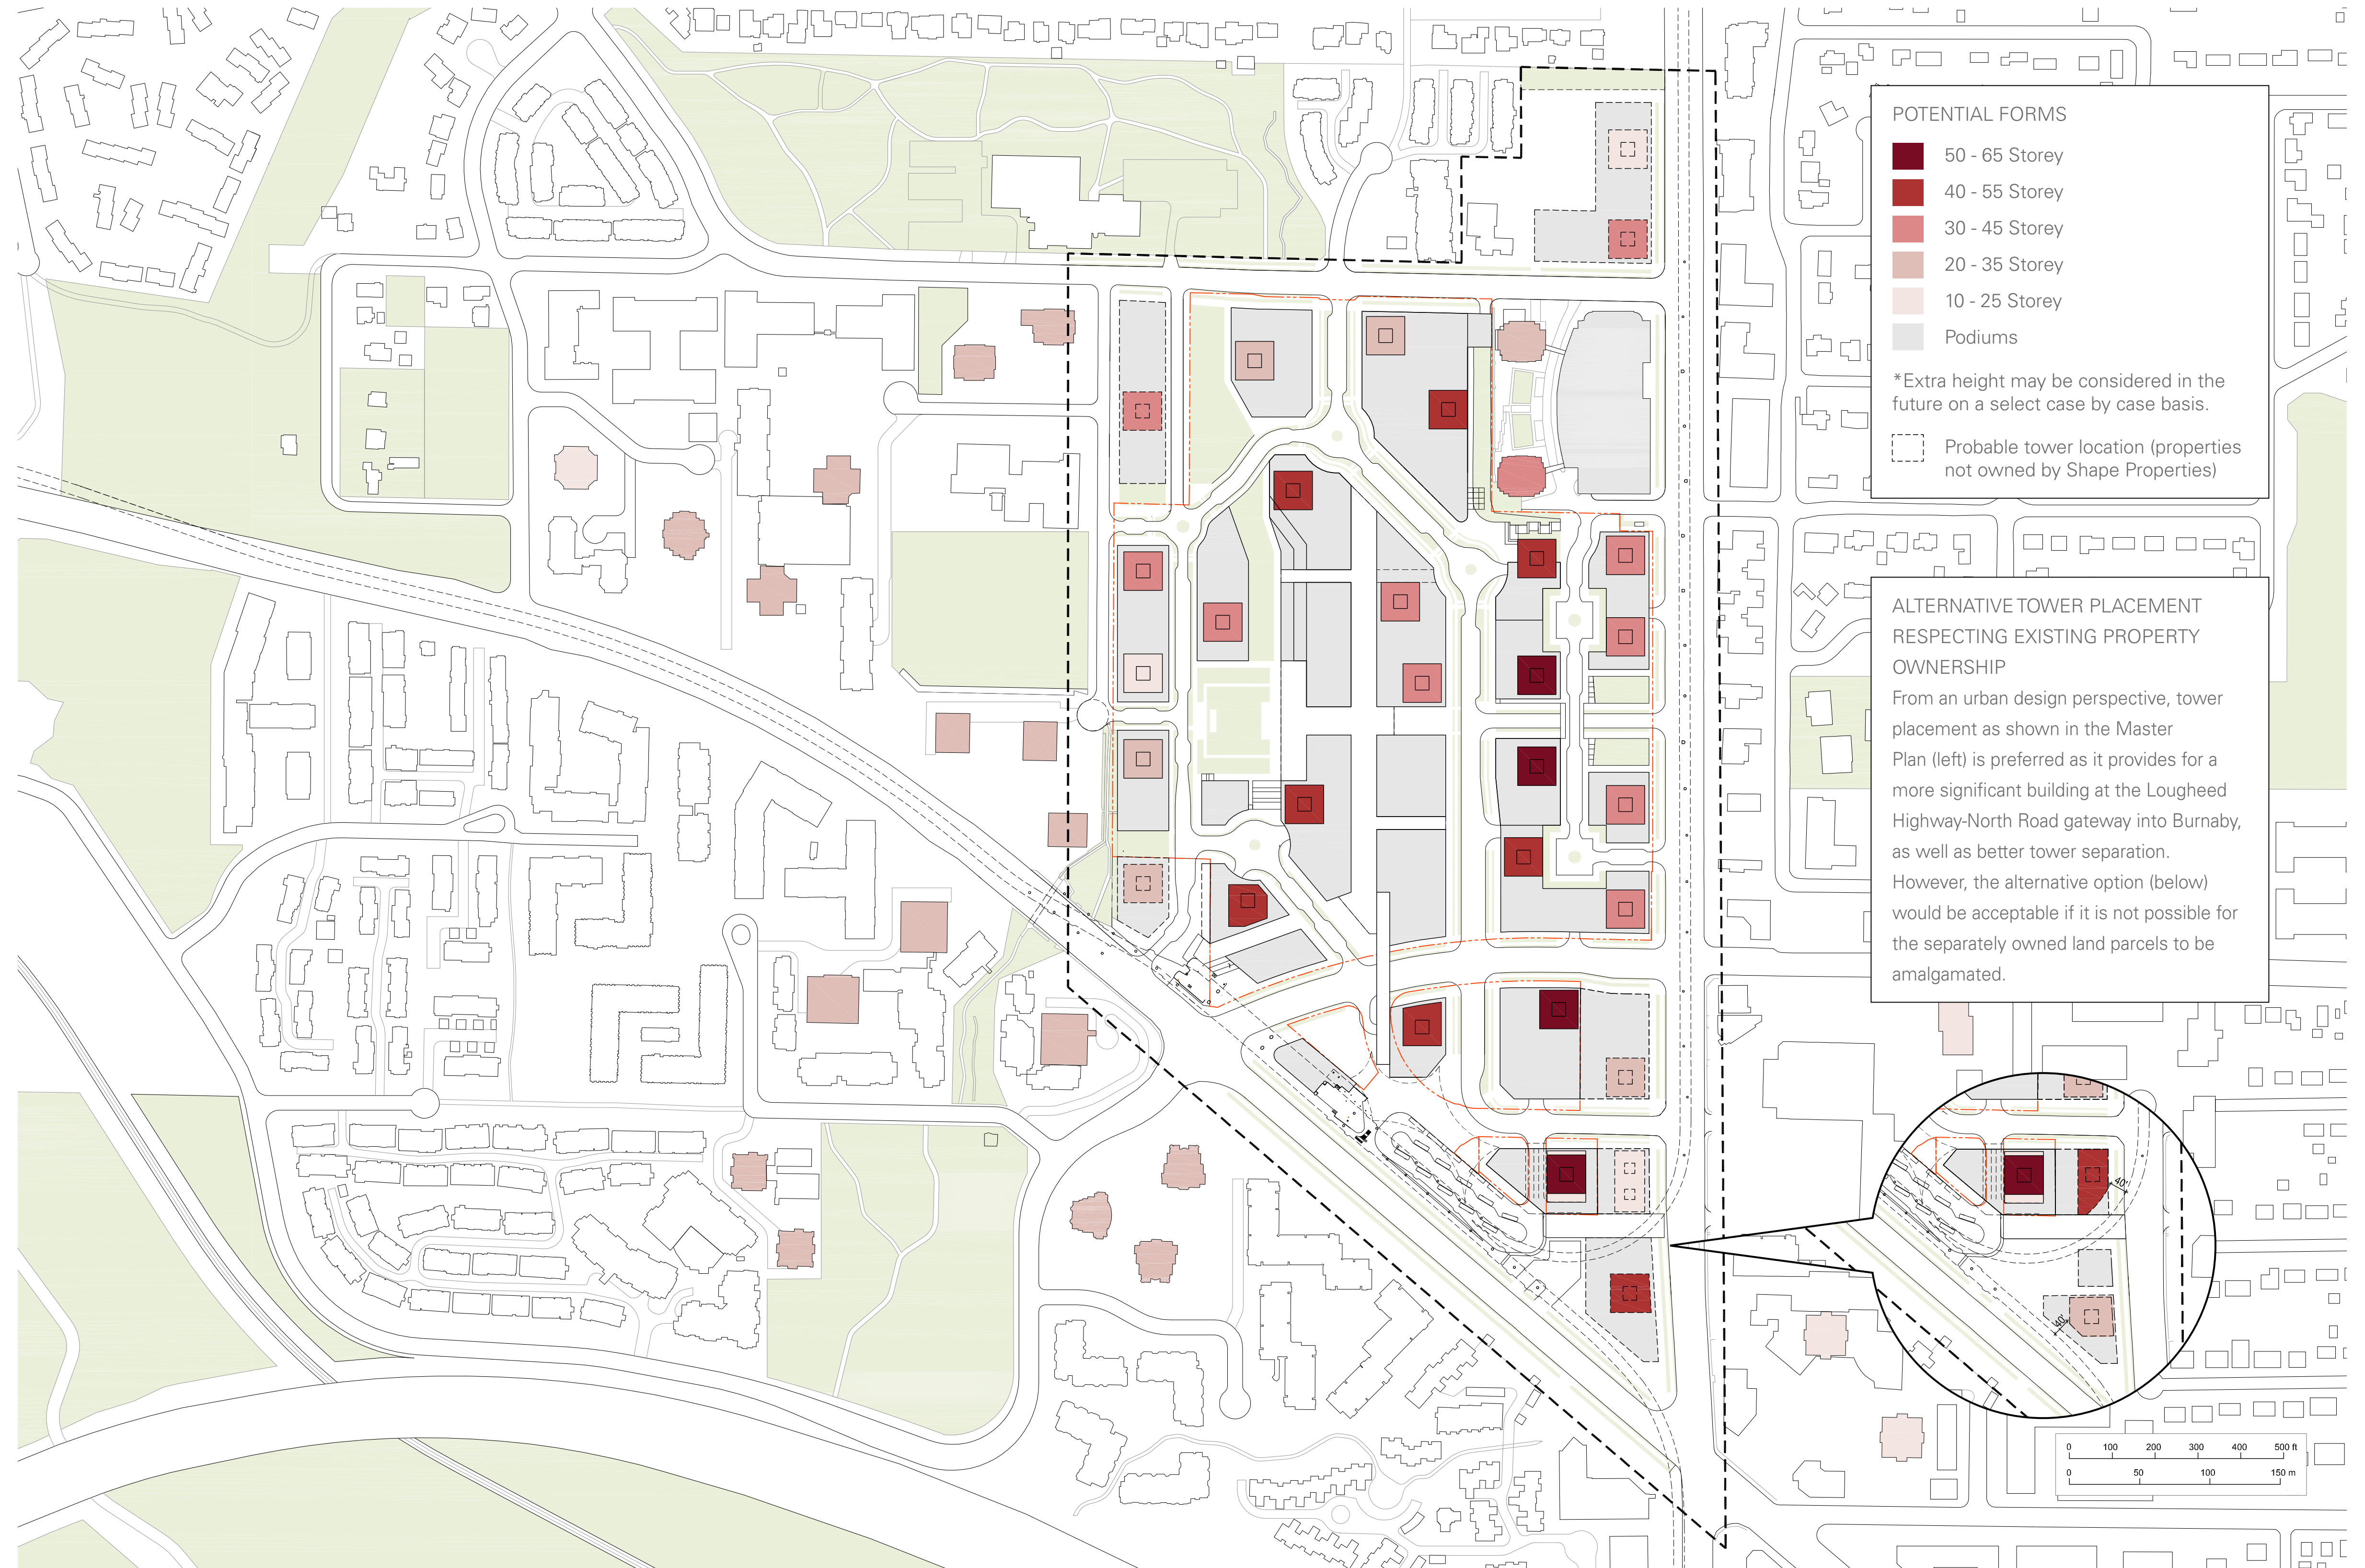 POTENTIAL FORMS
50 - 65 Storey
40 - 55 Storey
30 - 45 Storey
20 - 35 Storey
10 - 25 Storey
Podiums
*Extra height may be considered in the
future on a select case by case basis.
Probable tower location (properties
not owned by Shape Properties)
ALTERNATIVE TOWER PLACEMENT
RESPECTING EXISTING PROPERTY
OWNERSHIP
From an urban design perspective, tower
placement as shown in the Master
Plan (left) is preferred as it provides for a
more significant building at the Lougheed
Highway-North Road gateway into Burnaby,
as well as better tower separation.
However, the alternative option (below)
would be acceptable if it is not possible for
the separately owned land parcels to be
amalgamated.
40'
40'
0 100 200 300 400 500 ft
0 50 100 150 m